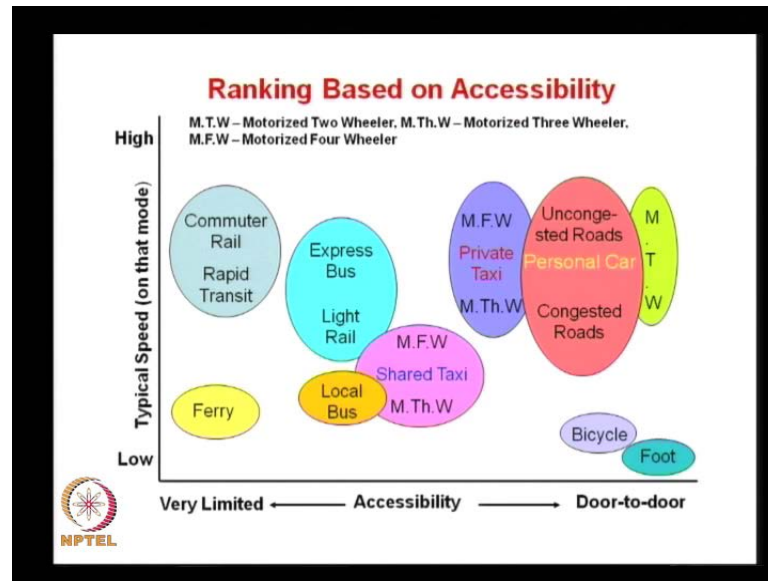 Ranking Based on Accessibility
M.T.W – Motorized Two Wheeler, M.Th.W – Motorized Three Wheeler,
M.F.W – Motorized Four Wheeler
High
Typical Speed (on that mode)
Low
Commuter
Rail
Rapid
Transit
Ferry
Express
Bus
Light
Rail
Local
Bus
M.F.W
Shared Taxi
M.Th.W
M.F.W
Private
Taxi
M.Th.W
Unconge-
sted Roads
Personal Car
Congested
Roads
M
.
T
.
W
Bicycle
Foot
Very Limited
Accessibility
Door-to-door
NPTEL